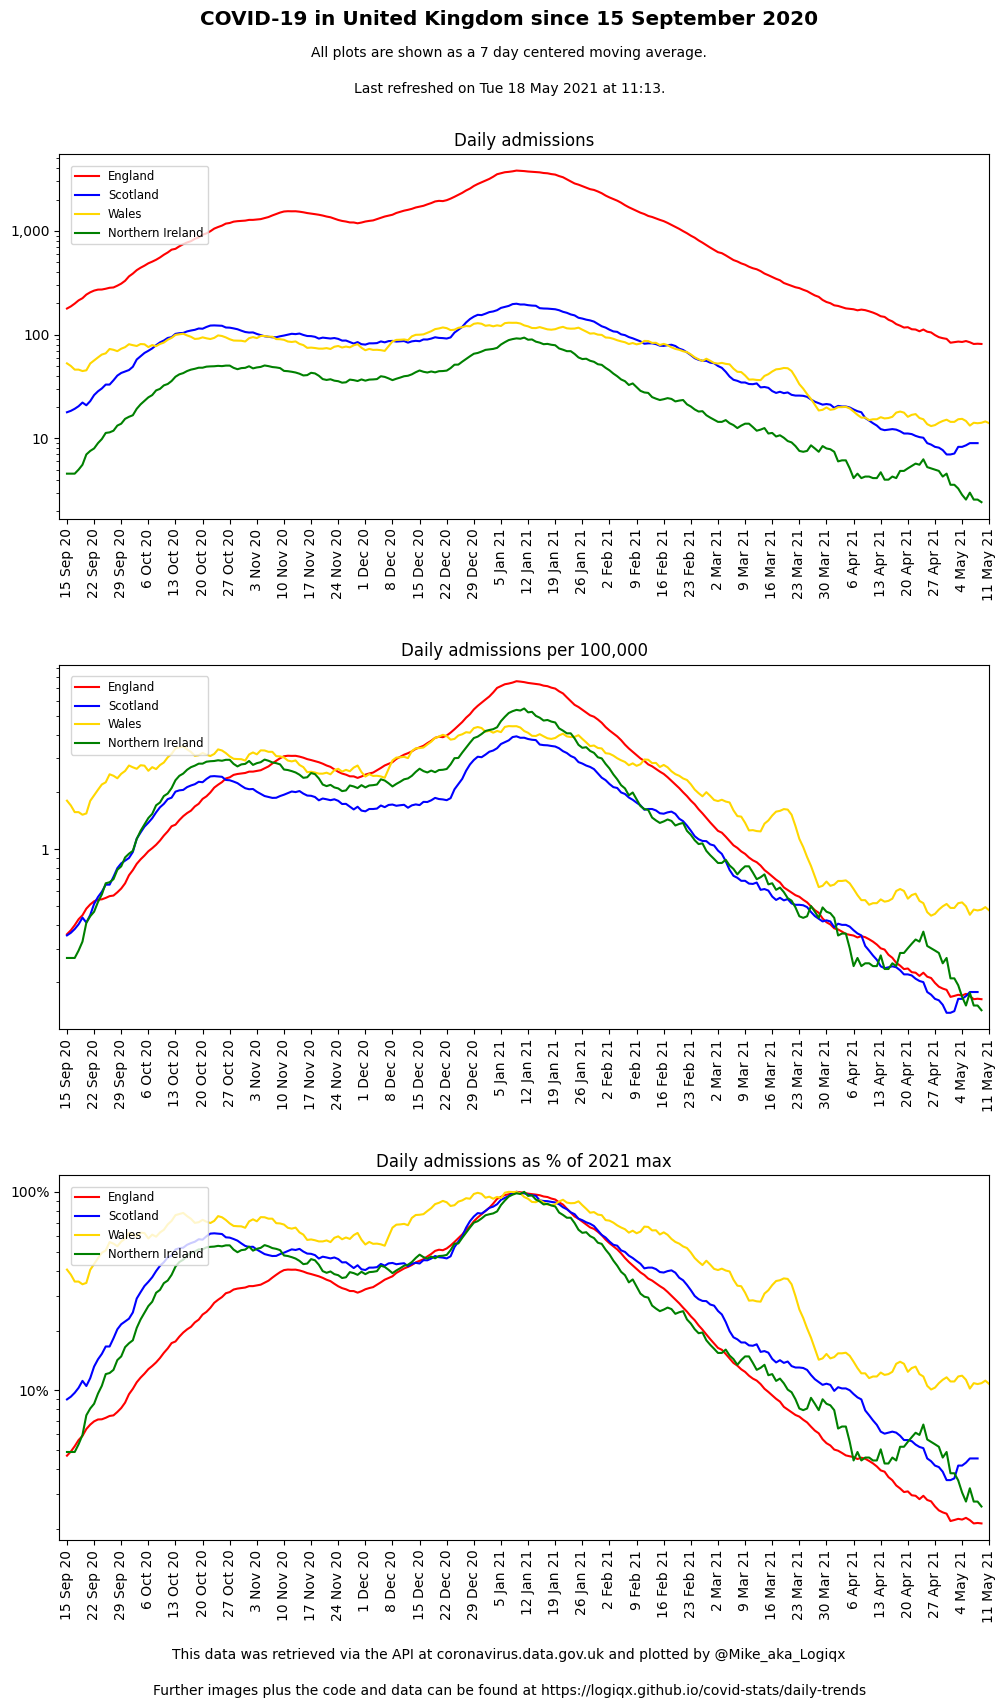 COVID-19 in United Kingdom since 15 September 2020
All plots are shown as a 7 day centered moving average.
Last refreshed on Tue 18 May 2021 at 11:13.
Daily admissions
England
Scotland
Wales
Northern Ireland
1,000
100
10
15 Sep 20
22 Sep 20
29 Sep 20
6 Oct 20
13 Oct 20
20 Oct 20
27 Oct 20
3 Nov 20
10 Nov 20
17 Nov 20
24 Nov 20
1 Dec 20
8 Dec 20
15 Dec 20
22 Dec 20
29 Dec 20
5 Jan 21
12 Jan 21
19 Jan 21
26 Jan 21
2 Feb 21
9 Feb 21
16 Feb 21
23 Feb 21
2 Mar 21
9 Mar 21
16 Mar 21
23 Mar 21
30 Mar 21
6 Apr 21
13 Apr 21
20 Apr 21
27 Apr 21
4 May 21
11 May 21
Daily admissions per 100,000
England
Scotland
Wales
Northern Ireland
1
15 Sep 20
22 Sep 20
29 Sep 20
6 Oct 20
13 Oct 20
20 Oct 20
27 Oct 20
3 Nov 20
10 Nov 20
17 Nov 20
24 Nov 20
1 Dec 20
8 Dec 20
15 Dec 20
22 Dec 20
29 Dec 20
5 Jan 21
12 Jan 21
19 Jan 21
26 Jan 21
2 Feb 21
9 Feb 21
16 Feb 21
23 Feb 21
2 Mar 21
9 Mar 21
16 Mar 21
23 Mar 21
30 Mar 21
6 Apr 21
13 Apr 21
20 Apr 21
27 Apr 21
4 May 21
11 May 21
Daily admissions as % of 2021 max
England
Scotland
Wales
Northern Ireland
100%
10%
15 Sep 20
22 Sep 20
29 Sep 20
6 Oct 20
13 Oct 20
20 Oct 20
27 Oct 20
3 Nov 20
10 Nov 20
17 Nov 20
24 Nov 20
1 Dec 20
8 Dec 20
15 Dec 20
22 Dec 20
29 Dec 20
5 Jan 21
12 Jan 21
19 Jan 21
26 Jan 21
2 Feb 21
9 Feb 21
16 Feb 21
23 Feb 21
2 Mar 21
9 Mar 21
16 Mar 21
23 Mar 21
30 Mar 21
6 Apr 21
13 Apr 21
20 Apr 21
27 Apr 21
4 May 21
11 May 21
This data was retrieved via the API at coronavirus.data.gov.uk and plotted by @Mike_aka_Logiqx
Further images plus the code and data can be found at https://logiqx.github.io/covid-stats/daily-trends